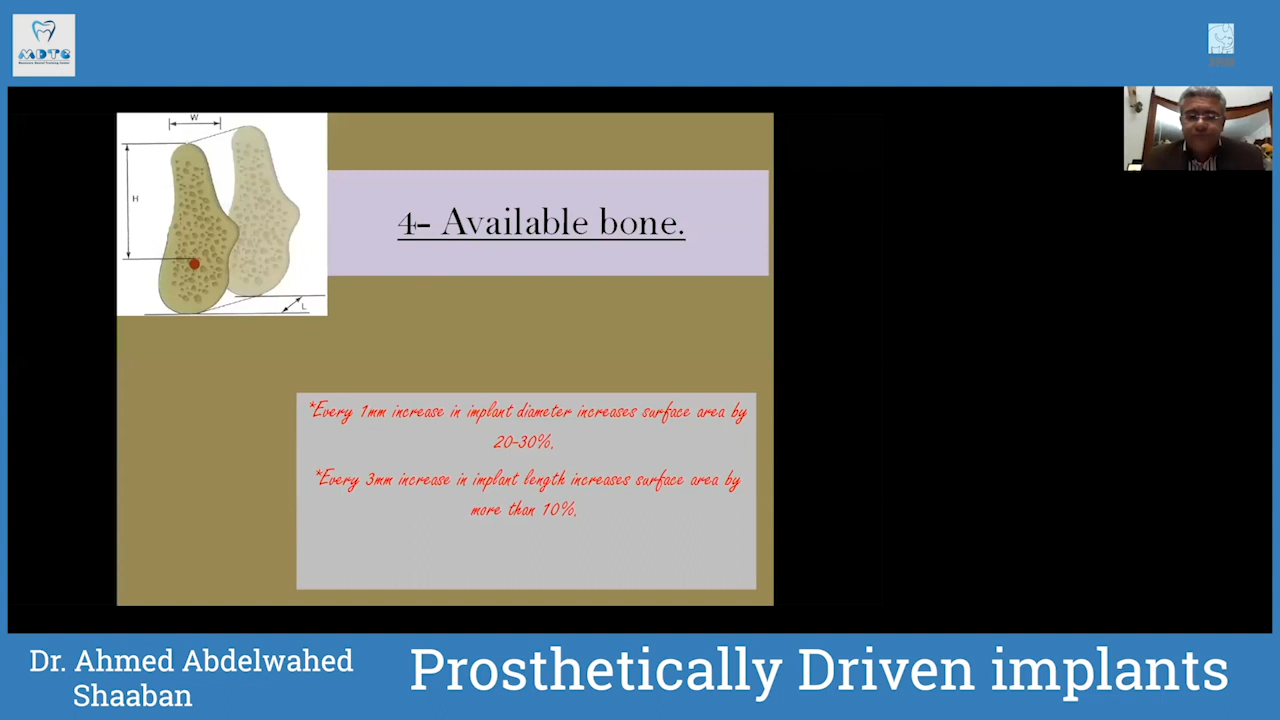 MDTC
W
H
L
4- Available bone.
*Every 1mm increase in implant diameter increases surface area by
20-30%.
*Every 3mm increase in implant length increases surface area by
more than 10%.
Dr. Ahmed Abdelwahed
Shaaban
Prosthetically Driven implants